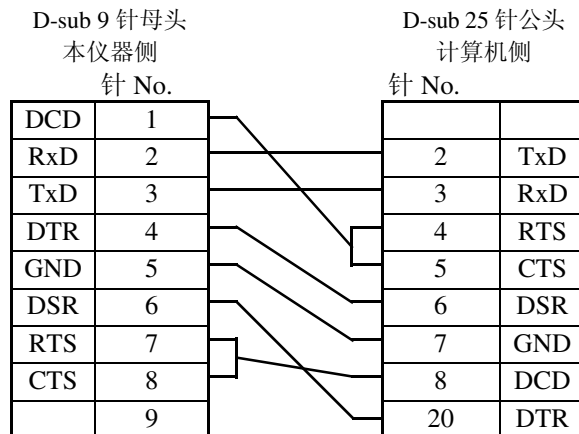 D-sub 9 针母头 D-sub 25 针公头
本仪器侧 计算机侧
针 No. 针 No.
DCD 1
RxD 2 2 TxD
TxD 3 3 RxD
DTR 4 4 RTS
GND 5 5 CTS
DSR 6 6 DSR
RTS 7 7 GND
CTS 8 8 DCD
9 20 DTR